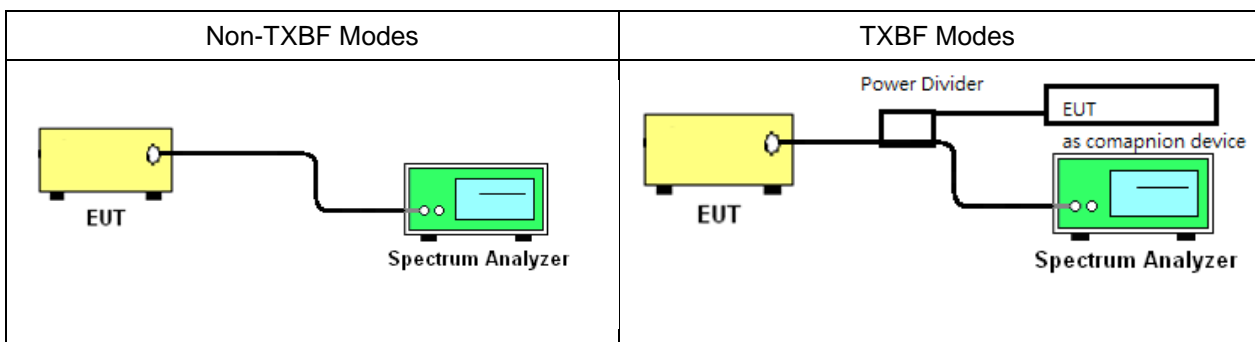 Non-TXBF Modes
TXBF Modes
EUT
Spectrum Analyzer
Power Divider
EUT
as comapnion device
EUT
Spectrum Analyzer